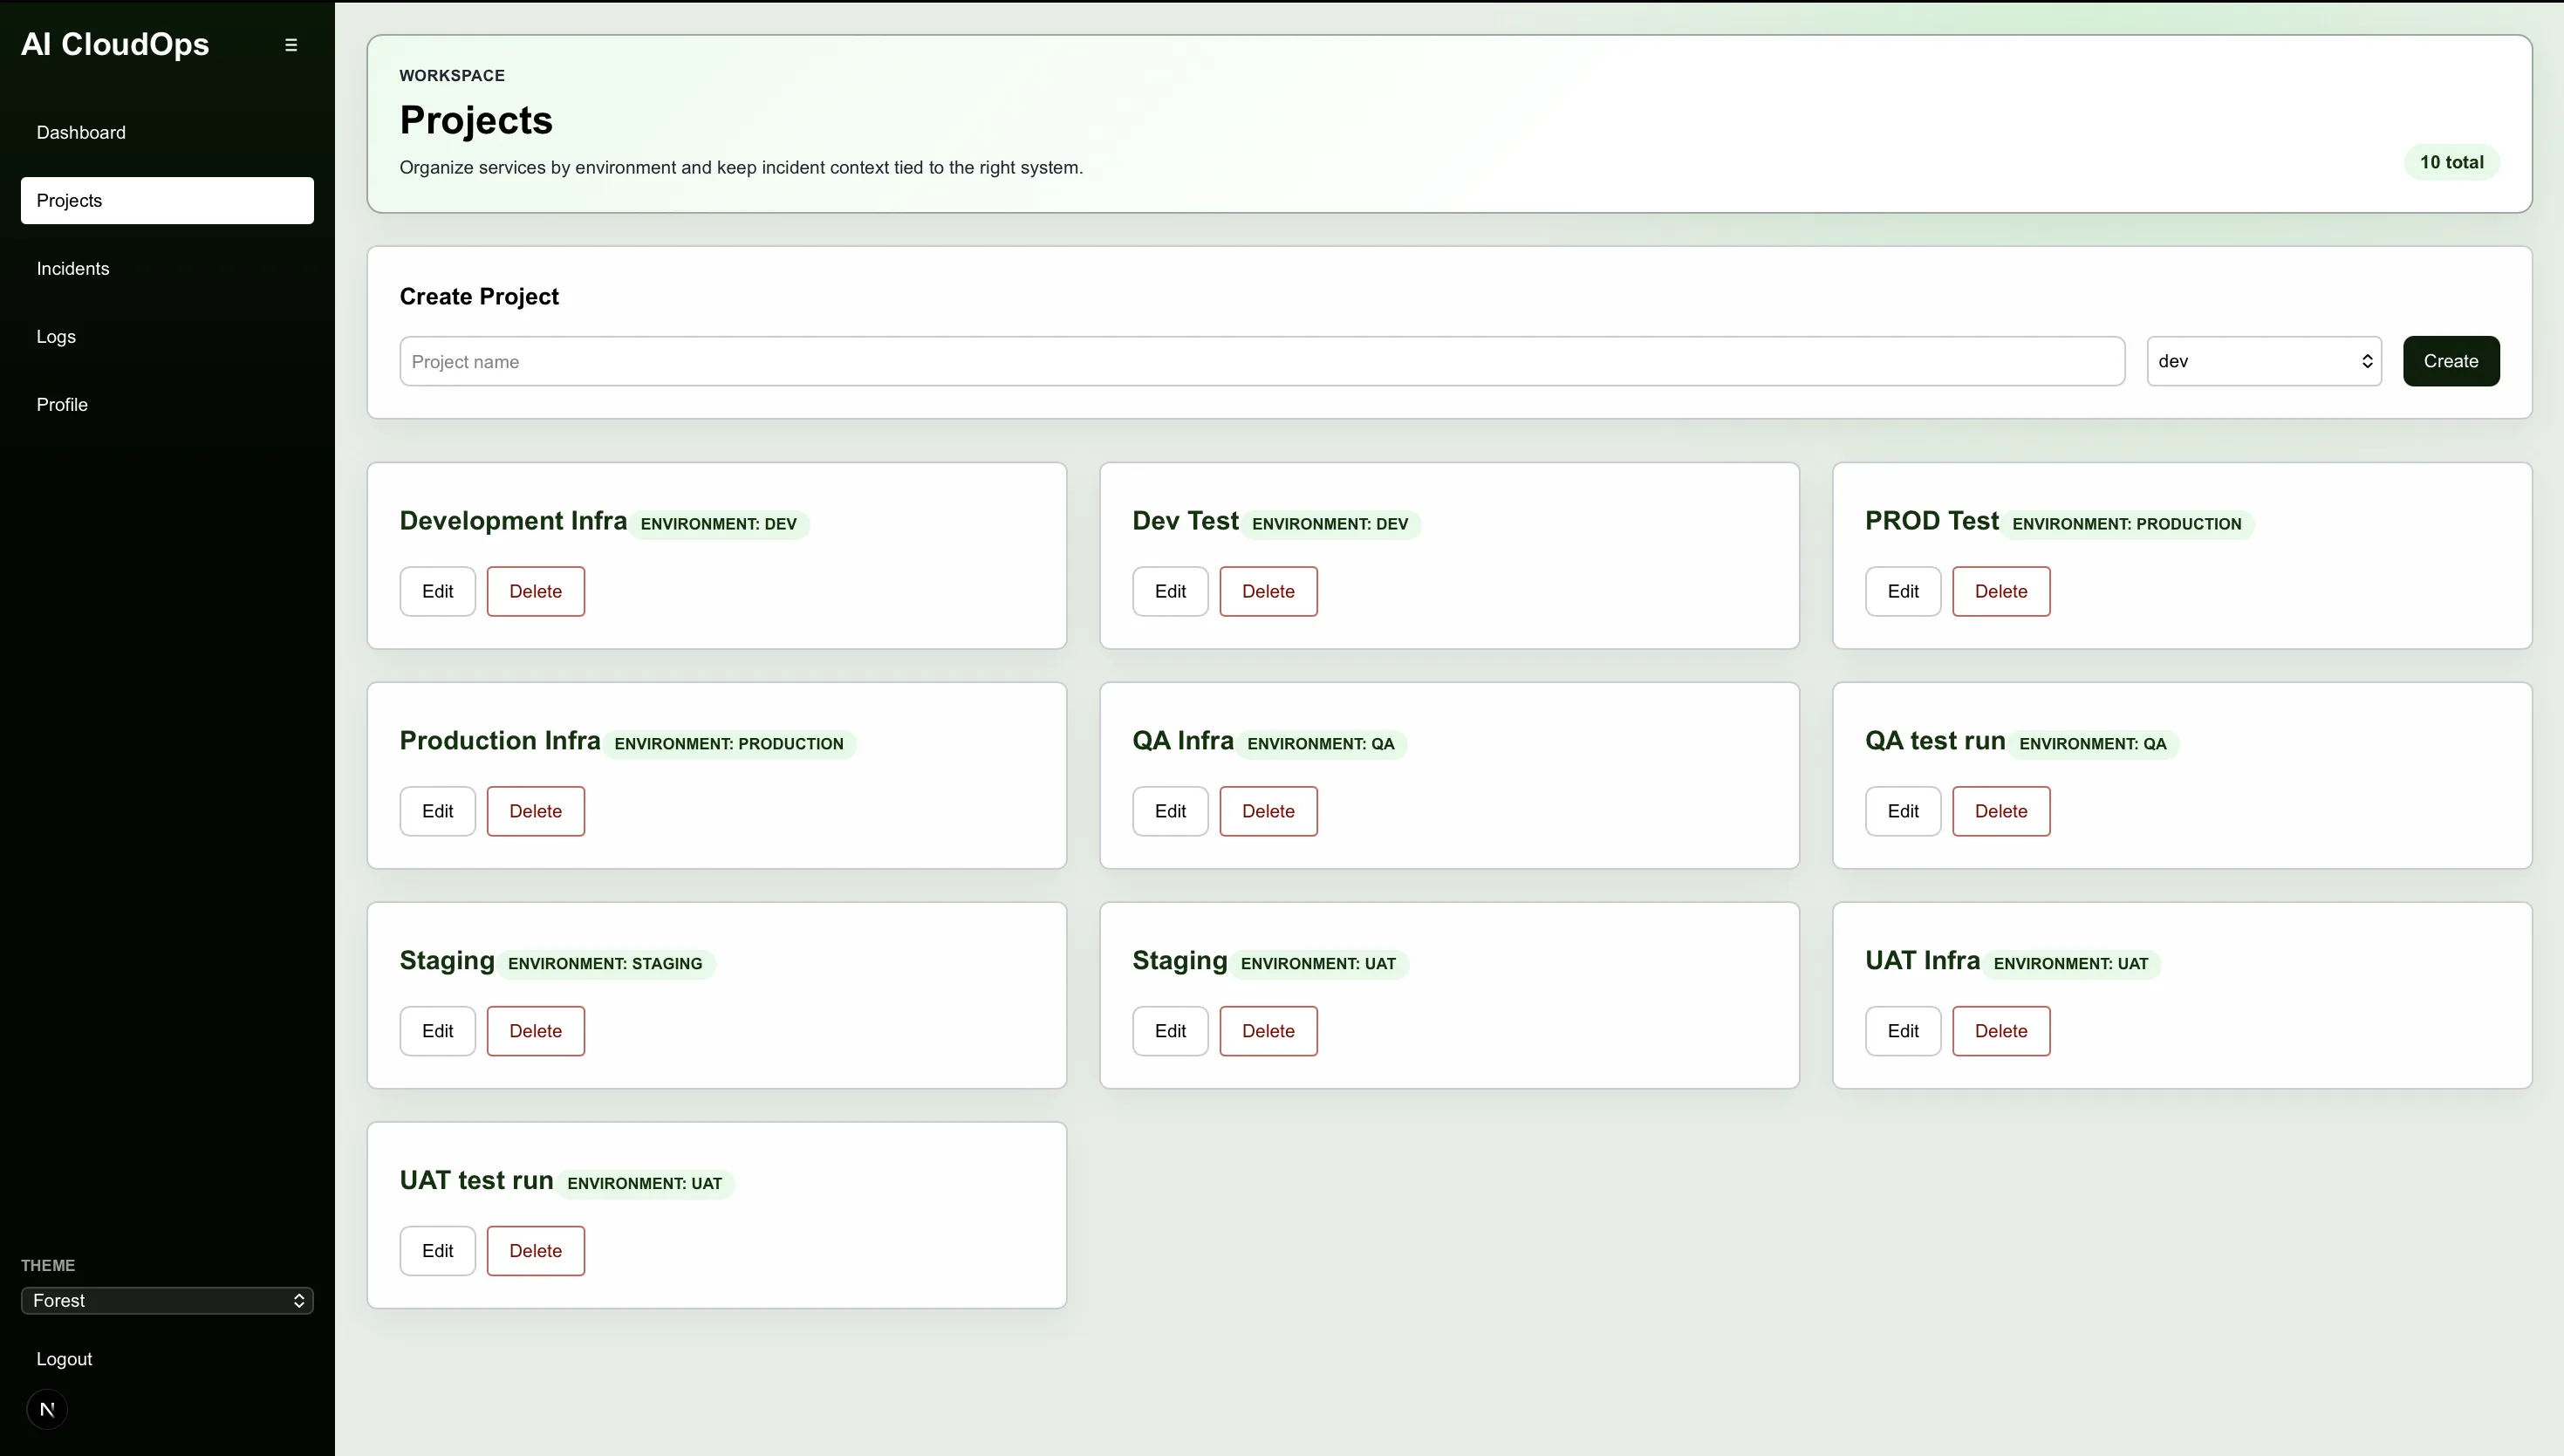 AI CloudOps
Dashboard
Projects
Incidents
Logs
Profile
THEME
Forest
Logout
N
WORKSPACE
Projects
Organize services by environment and keep incident context tied to the right system.
10 total
Create Project
Project name
dev
Create
Development Infra ENVIRONMENT: DEV
Edit Delete
Dev Test ENVIRONMENT: DEV
Edit Delete
PROD Test ENVIRONMENT: PRODUCTION
Edit Delete
Production Infra ENVIRONMENT: PRODUCTION
Edit Delete
QA Infra ENVIRONMENT: QA
Edit Delete
QA test run ENVIRONMENT: QA
Edit Delete
Staging ENVIRONMENT: STAGING
Edit Delete
Staging ENVIRONMENT: UAT
Edit Delete
UAT Infra ENVIRONMENT: UAT
Edit Delete
UAT test run ENVIRONMENT: UAT
Edit Delete